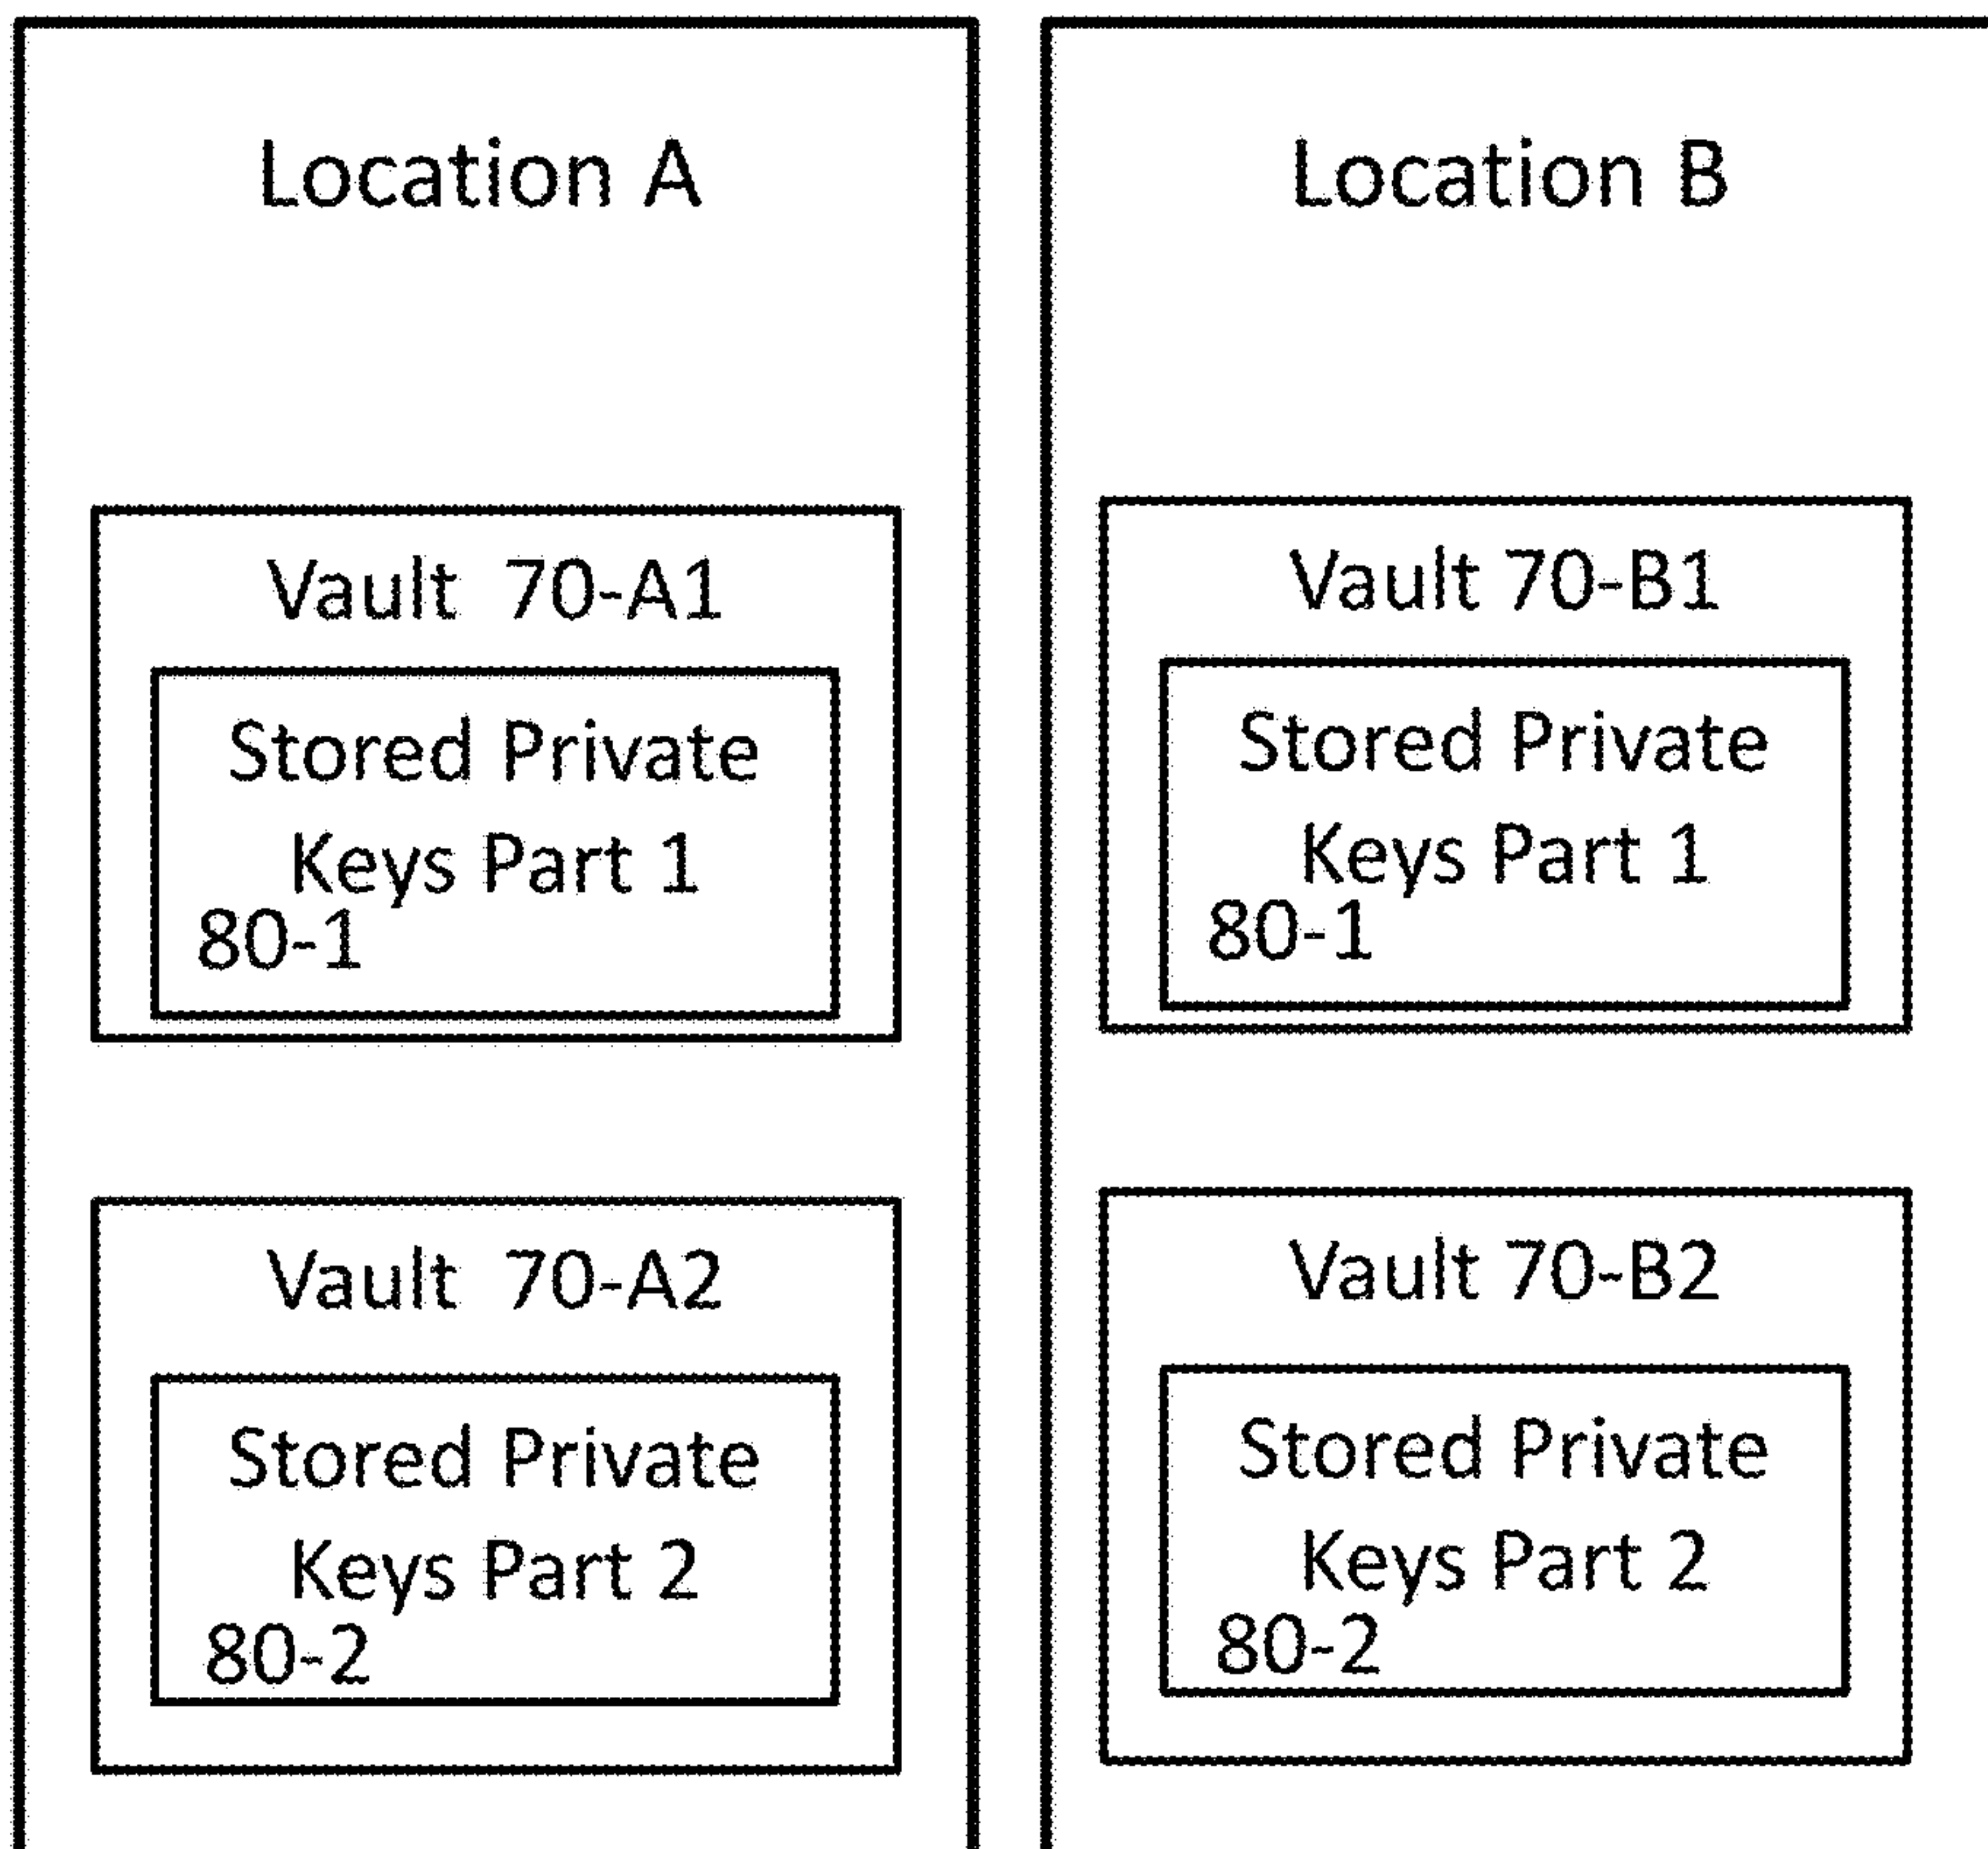 Location A
Vault 70-A1
Stored Private
Keys Part 1
80-1
Vault 70-A2
Stored Private
Keys Part 2
80-2
Location B
Vault 70-B1
Stored Private
Keys Part 1
80-1
Vault 70-B2
Stored Private
Keys Part 2
80-2